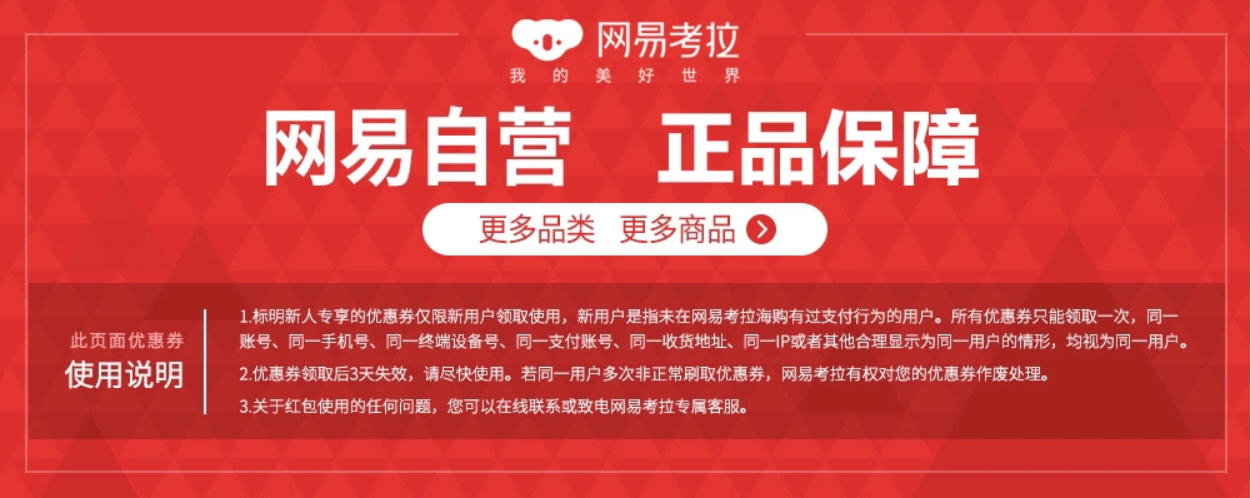 网易考拉
我的美好世界
网易自营 正品保障
更多品类 更多商品
此页面优惠券
使用说明
1.标明新人专享的优惠券仅限新用户领取使用，新用户是指未在网易考拉海购有过支付行为的用户。所有优惠券只能领取一次，同一
账号、同一手机号、同一终端设备号、同一支付账号、同一收货地址、同一IP或者其他合理显示为同一用户的情形，均视为同一用户。
2.优惠券领取后3天失效，请尽快使用。若同一用户多次非正常刷取优惠券，网易考拉有权对您的优惠券作废处理。
3.关于红包使用的任何问题，您可以在线联系或致电网易考拉专属客服。